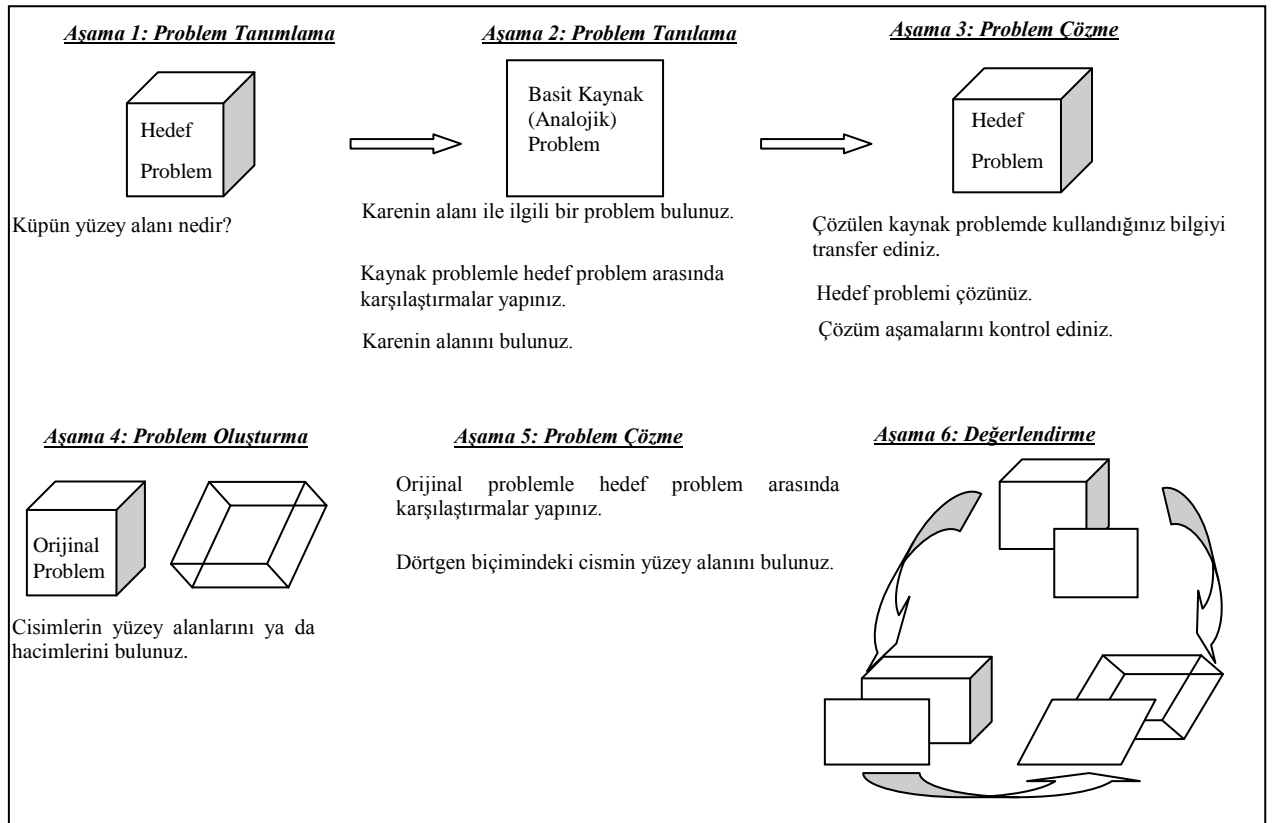 Aşama 1: Problem Tanımlama
Hedef
Problem
Küpün yüzey alanı nedir?
Aşama 2: Problem Tanılama
Basit Kaynak
(Analojik)
Problem
Karenin alanı ile ilgili bir problem bulunuz.
Kaynak problemle hedef problem arasında
karşılaştırmalar yapınız.
Karenin alanını bulunuz.
Aşama 3: Problem Çözme
Hedef
Problem
Çözülen kaynak problemde kullandığınız bilgiyi
transfer ediniz.
Hedef problemi çözünüz.
Çözüm aşamalarını kontrol ediniz.
Aşama 4: Problem Oluşturma
Orijinal
Problem
Cisimlerin yüzey alanlarını ya da
hacimlerini bulunuz.
Aşama 5: Problem Çözme
Orijinal problemle hedef problem arasında
karşılaştırmalar yapınız.
Dörtgen biçimindeki cismin yüzey alanını bulunuz.
Aşama 6: Değerlendirme